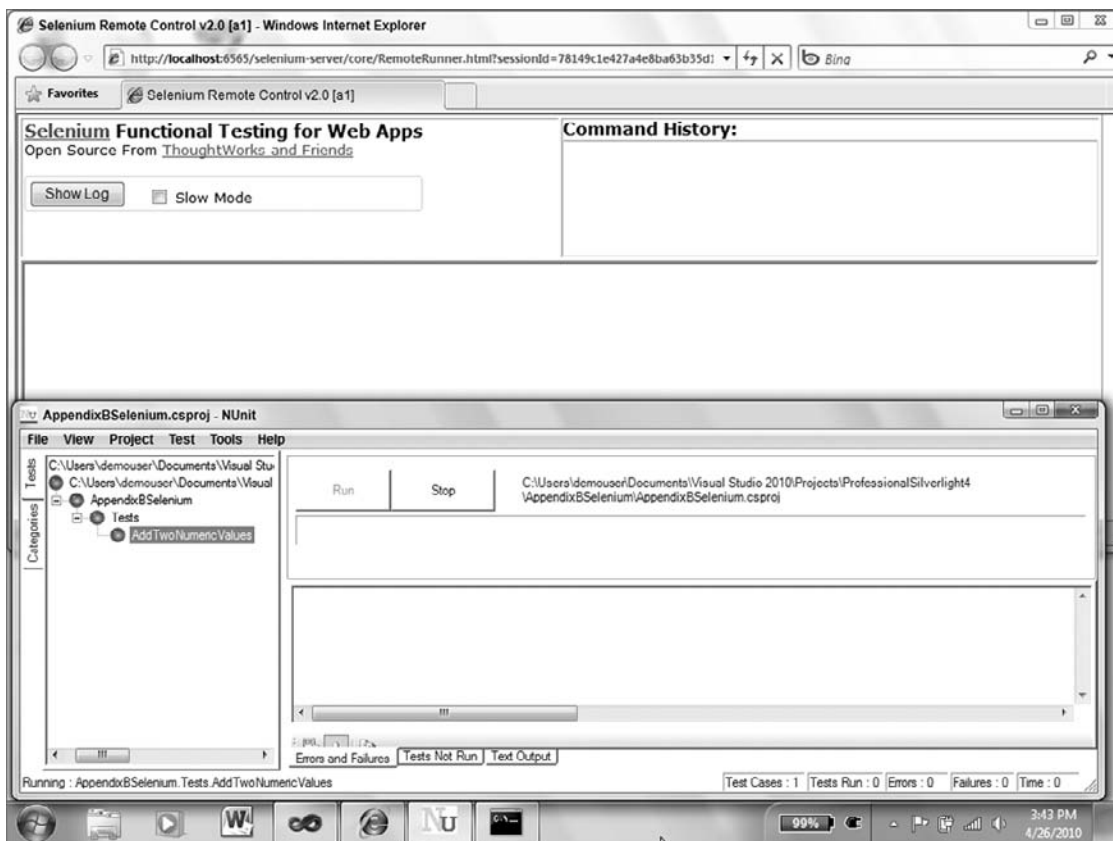 Selenium Remote Control v2.0 [a1] - Windows Internet Explorer
http://localhost:6565/selenium-server/core/RemoteRunner.html?sessionId=78149c1e427a4e8ba63b35d1
Bing
Favorites
Selenium Remote Control v2.0 [a1]
Selenium Functional Testing for Web Apps
Open Source From ThoughtWorks and Friends
Show Log
Slow Mode
Command History:
AppendixBSelenium.csproj - NUnit
File View Project Test Tools Help
Tests
Categories
C:\Users\demouser\Documents\Visual Stu
C:\Users\demouser\Documents\Visual
AppendixBSelenium
Tests
AddTwoNumericValues
Run
Stop
C:\Users\demouser\Documents\Visual Studio 2010\Projects\ProfessionalSilverlight4
\AppendixBSelenium\AppendixBSelenium.csproj
Errors and Failures
Tests Not Run
Text Output
Running : AppendixBSelenium.Tests.AddTwoNumericValues
Test Cases : 1
Tests Run : 0
Errors : 0
Failures : 0
Time : 0
W
NU
C:\
99%
3:43 PM
4/26/2010